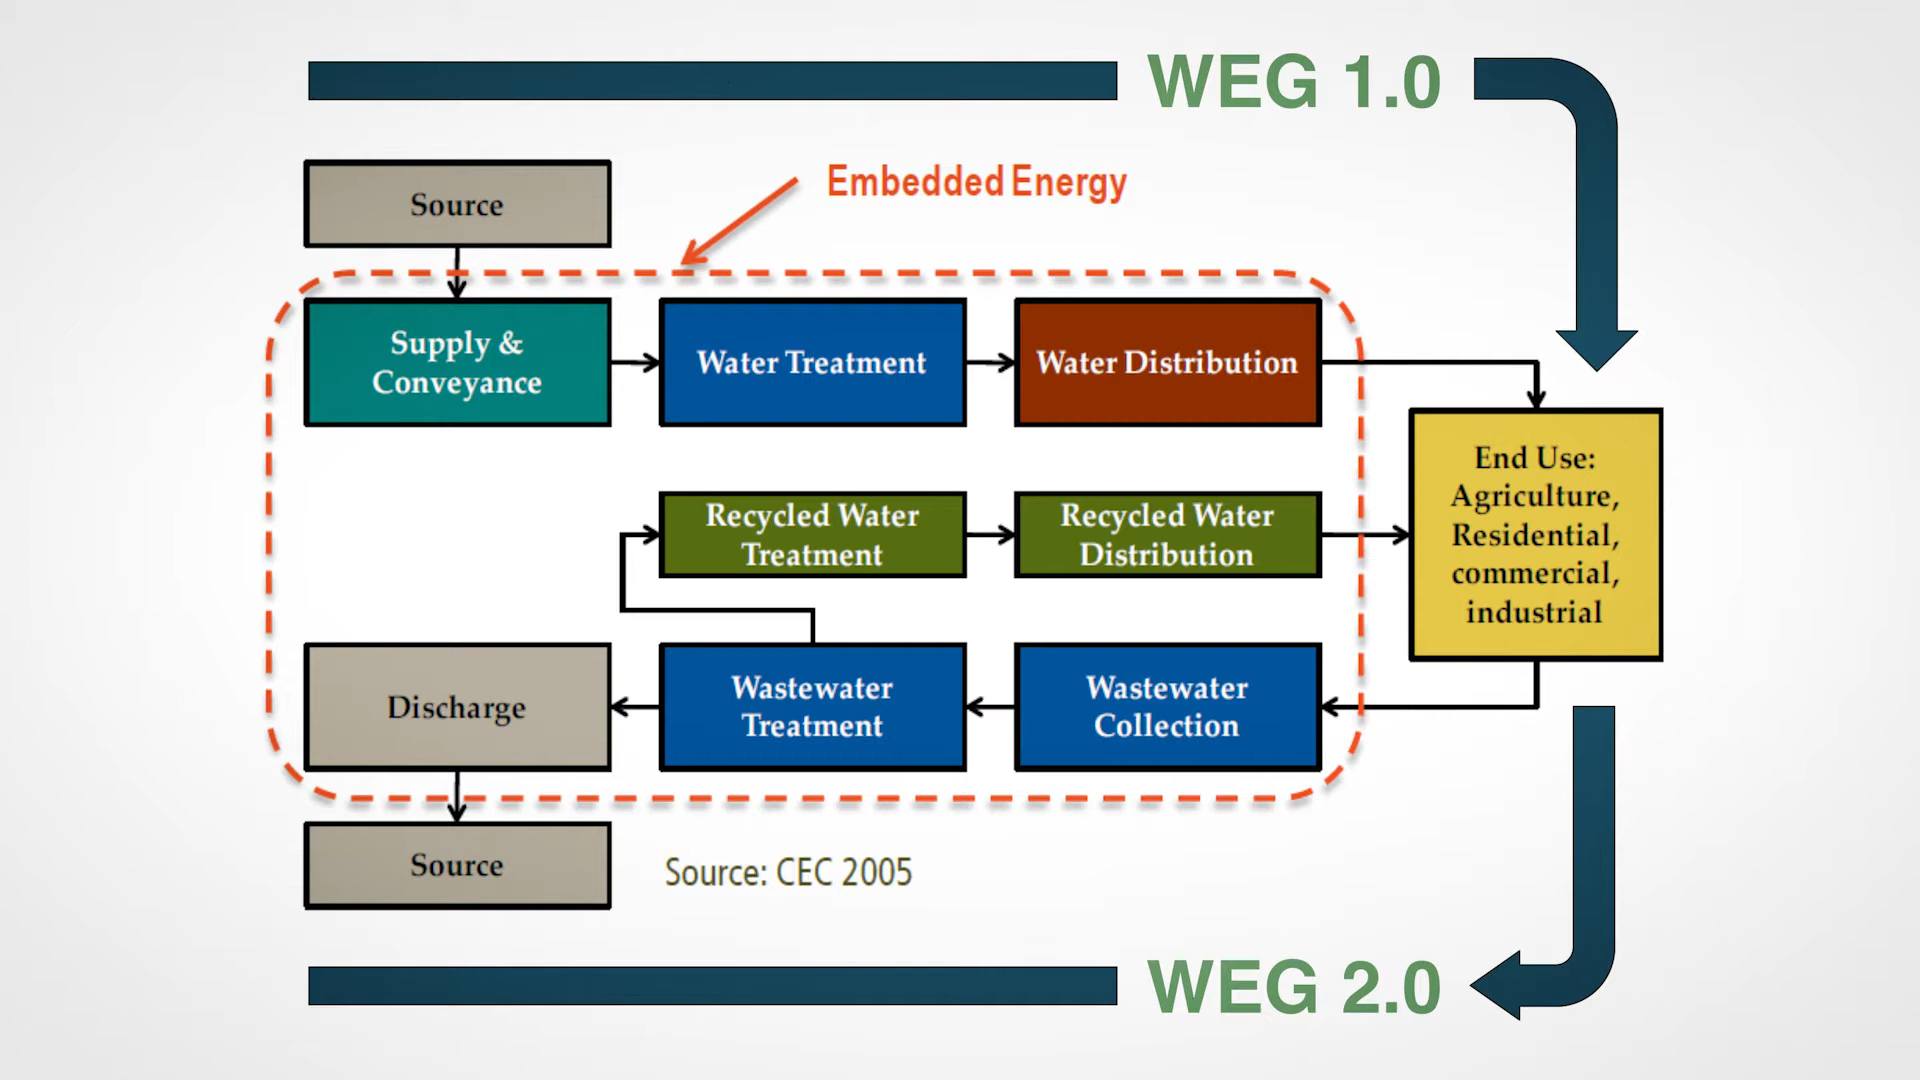 WEG 1.0
Source
Embedded Energy
Supply &
Conveyance
Water Treatment
Water Distribution
End Use:
Agriculture,
Residential,
commercial,
industrial
Recycled Water
Treatment
Recycled Water
Distribution
Discharge
Wastewater
Treatment
Wastewater
Collection
Source
Source: CEC 2005
WEG 2.0